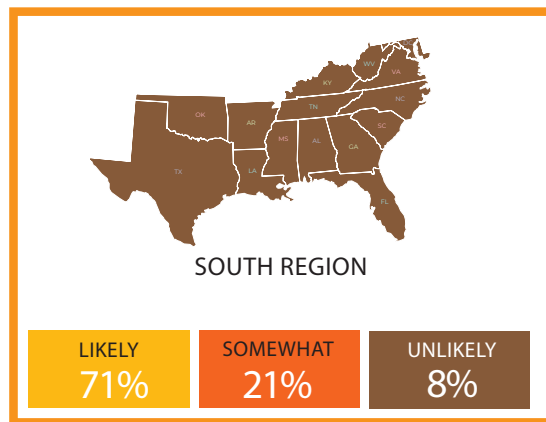 WV
VA
KY
NC
TN
OK
AR
SC
MS
AL
GA
TX
LA
FL
SOUTH REGION
LIKELY
71%
SOMEWHAT
21%
UNLIKELY
8%